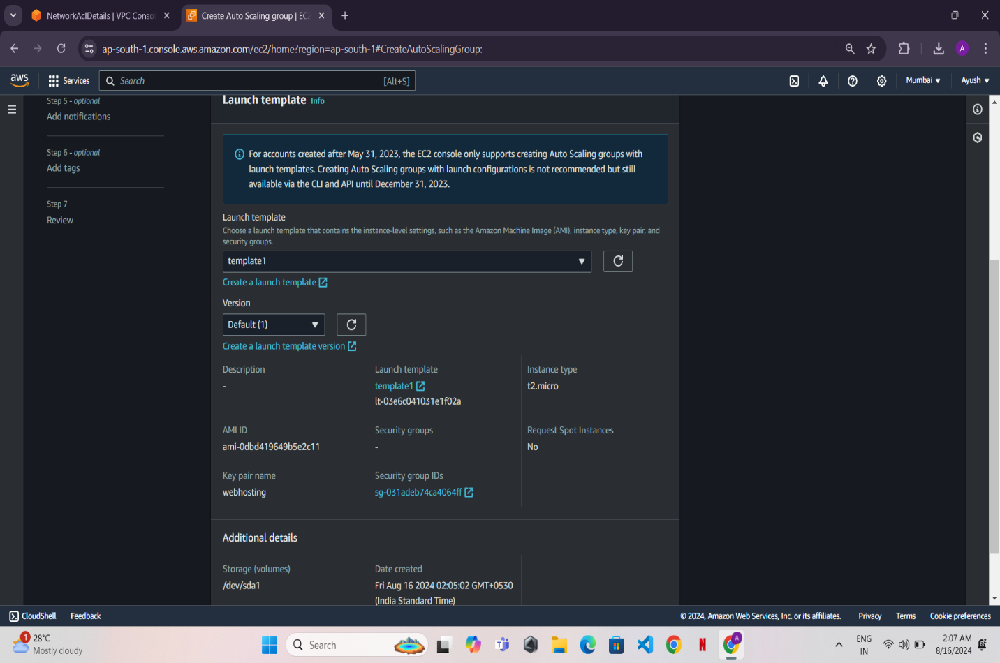 NetworkAclDetails | VPC Conso
Create Auto Scaling group | EC2
ap-south-1.console.aws.amazon.com/ec2/home?region=ap-south-1#CreateAutoScalingGroup:
A
aws
Services
Search
[Alt+S]
Mumbai
Ayush
Step 5 - optional
Add notifications
Step 6 - optional
Add tags
Step 7
Review
Launch template Info
For accounts created after May 31, 2023, the EC2 console only supports creating Auto Scaling groups with
launch templates. Creating Auto Scaling groups with launch configurations is not recommended but still
available via the CLI and API until December 31, 2023.
Launch template
Choose a launch template that contains the instance-level settings, such as the Amazon Machine Image (AMI), instance type, key pair, and
security groups.
template1
Create a launch template
Version
Default (1)
Create a launch template version
Description
-
Launch template
template1
lt-03e6c041031e1f02a
Instance type
t2.micro
AMI ID
ami-0dbd419649b5e2c11
Security groups
-
Request Spot Instances
No
Key pair name
webhosting
Security group IDs
sg-031adeb74ca4064ff
Additional details
Storage (volumes)
/dev/sda1
Date created
Fri Aug 16 2024 02:05:02 GMT+0530
(India Standard Time)
CloudShell
Feedback
© 2024, Amazon Web Services, Inc. or its affiliates.
Privacy
Terms
Cookie preferences
1
28°C
Mostly cloudy
Search
A
ENG
IN
2:07 AM
8/16/2024